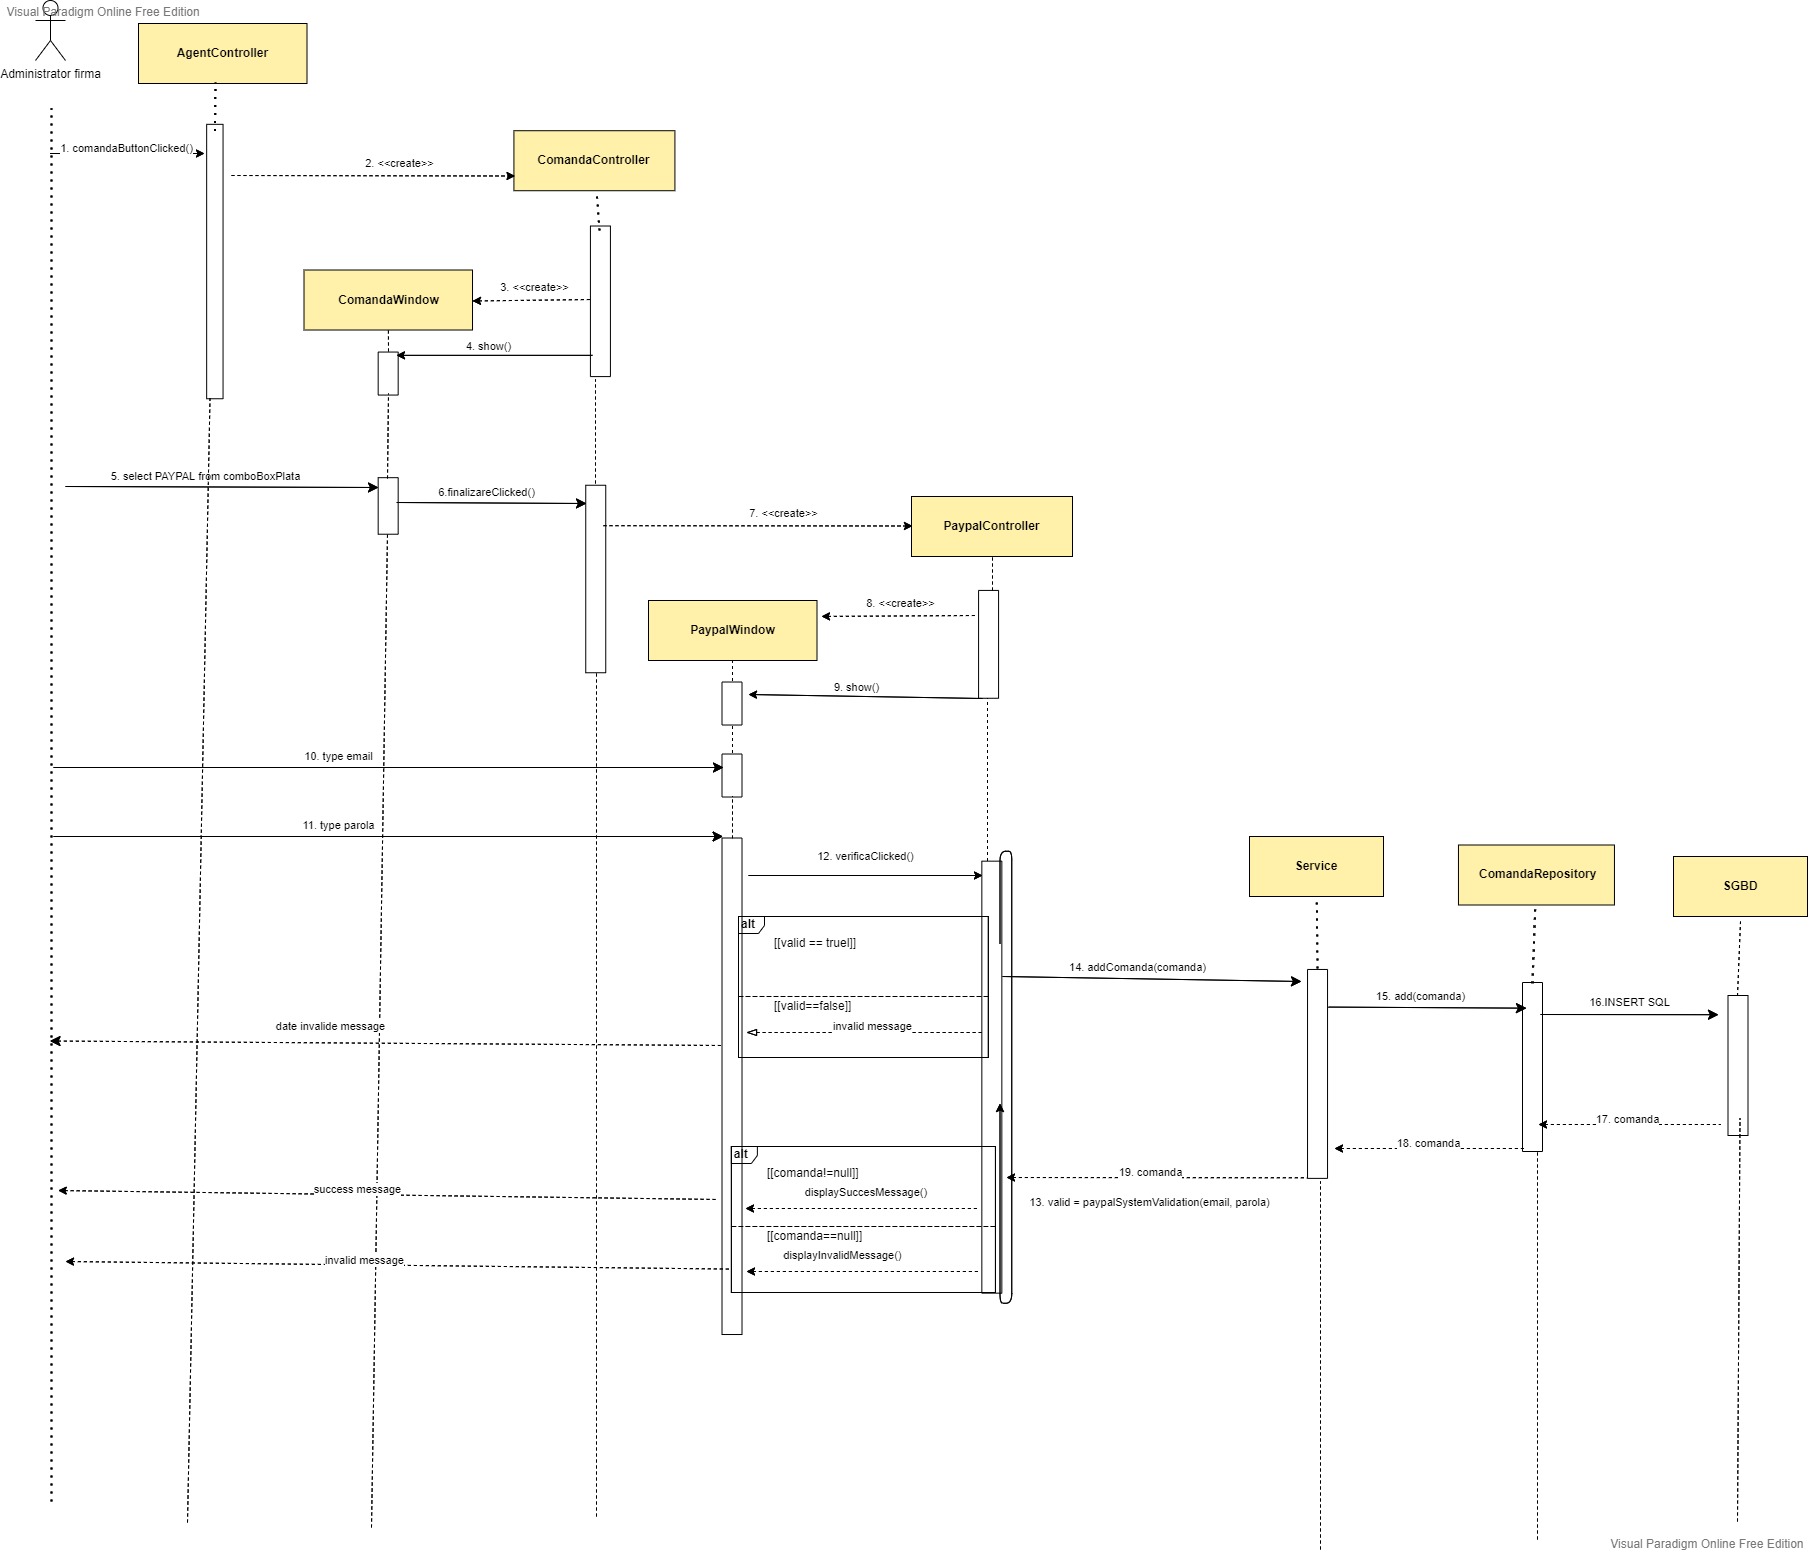 Visual Paradigm Online Free Edition
Administrator firma
AgentController
1. comandaButtonClicked()
2. <<create>>
ComandaController
ComandaWindow
3. <<create>>
4. show()
5. select PAYPAL from comboBoxPlata
6.finalizareClicked()
7. <<create>>
PaypalController
8. <<create>>
PaypalWindow
9. show()
10. type email
11. type parola
12. verificaClicked()
Service
ComandaRepository
SGBD
alt
[[valid == true]]
14. addComanda(comanda)
15. add(comanda)
16.INSERT SQL
[[valid==false]]
invalid message
date invalide message
17. comanda
18. comanda
alt
[[comanda!=null]]
19. comanda
displaySuccesMessage()
success message
13. valid = paypalSystemValidation(email, parola)
[[comanda==null]]
displayInvalidMessage()
invalid message
Visual Paradigm Online Free Edition